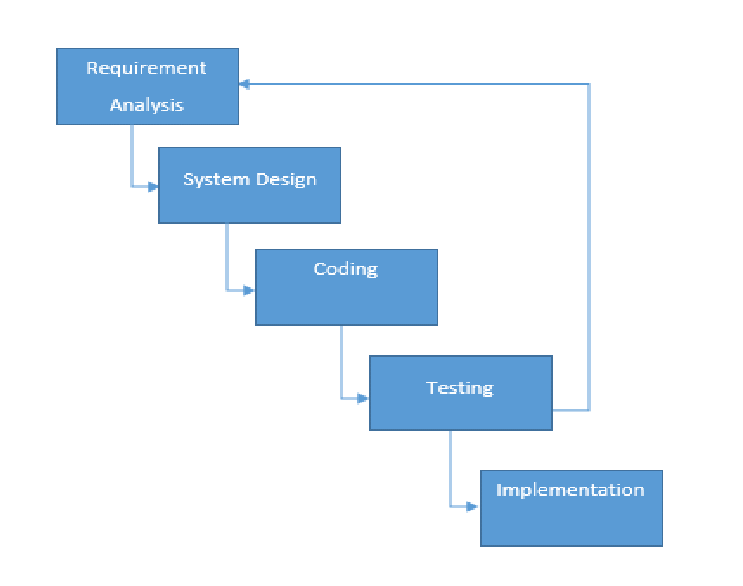 Requirement
Analysis
System Design
Coding
Testing
Implementation